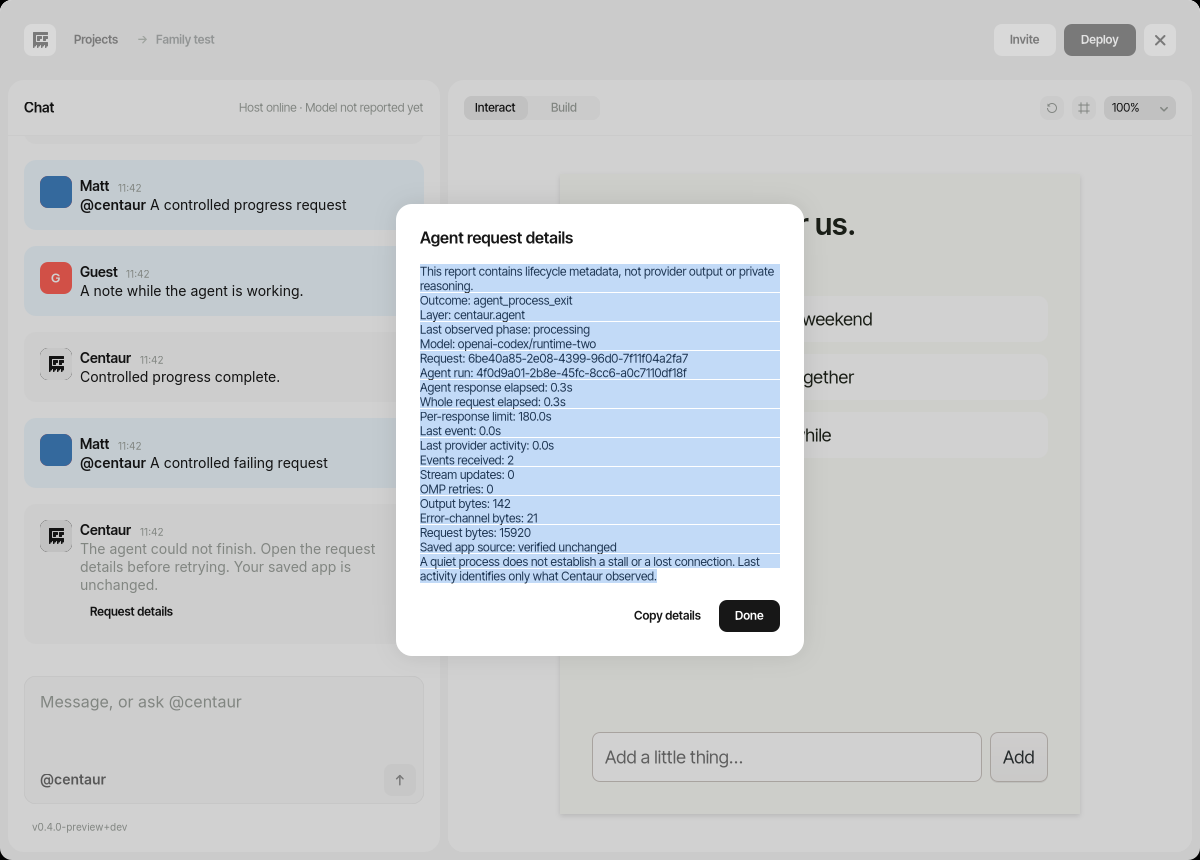 Projects → Family test
Invite
Deploy
Chat
Host online · Model not reported yet
Matt 11:42
@centaur A controlled progress request
G
Guest 11:42
A note while the agent is working.
Centaur 11:42
Controlled progress complete.
Matt 11:42
@centaur A controlled failing request
Centaur 11:42
The agent could not finish. Open the request
details before retrying. Your saved app is
unchanged.
Request details
Message, or ask @centaur
@centaur
v0.4.0-preview+dev
Interact
Build
100%
us.
weekend
Add a little thing...
Add
Agent request details
This report contains lifecycle metadata, not provider output or private
reasoning.
Outcome: agent_process_exit
Layer: centaur.agent
Last observed phase: processing
Model: openai-codex/runtime-two
Request: 6be40a85-2e08-4399-96d0-7f11f04a2fa7
Agent run: 4f0d9a01-2b8e-45fc-8cc6-a0c7110df18f
Agent response elapsed: 0.3s
Whole request elapsed: 0.3s
Per-response limit: 180.0s
Last event: 0.0s
Last provider activity: 0.0s
Events received: 2
Stream updates: 0
OMP retries: 0
Output bytes: 142
Error-channel bytes: 21
Request bytes: 15920
Saved app source: verified unchanged
A quiet process does not establish a stall or a lost connection. Last
activity identifies only what Centaur observed.
Copy details
Done